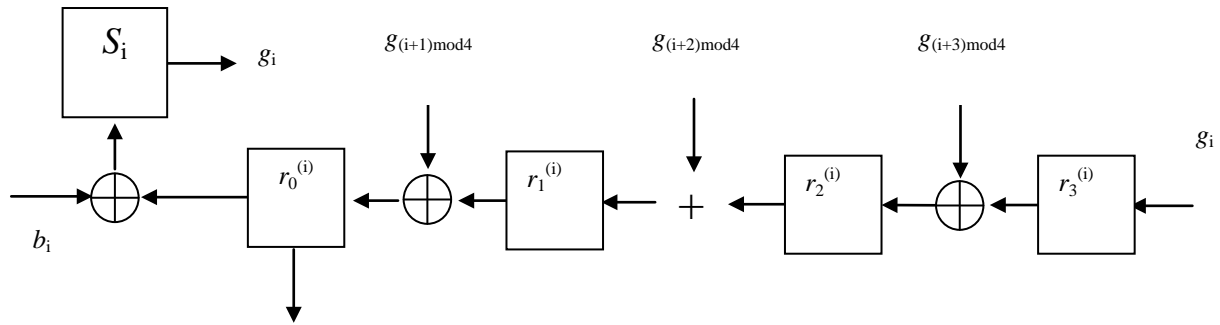 Sᵢ
gᵢ
g₍ᵢ₊₁₎mod4
g₍ᵢ₊₂₎mod4
g₍ᵢ₊₃₎mod4
gᵢ
r₀⁽ⁱ⁾
r₁⁽ⁱ⁾
+
r₂⁽ⁱ⁾
r₃⁽ⁱ⁾
bᵢ